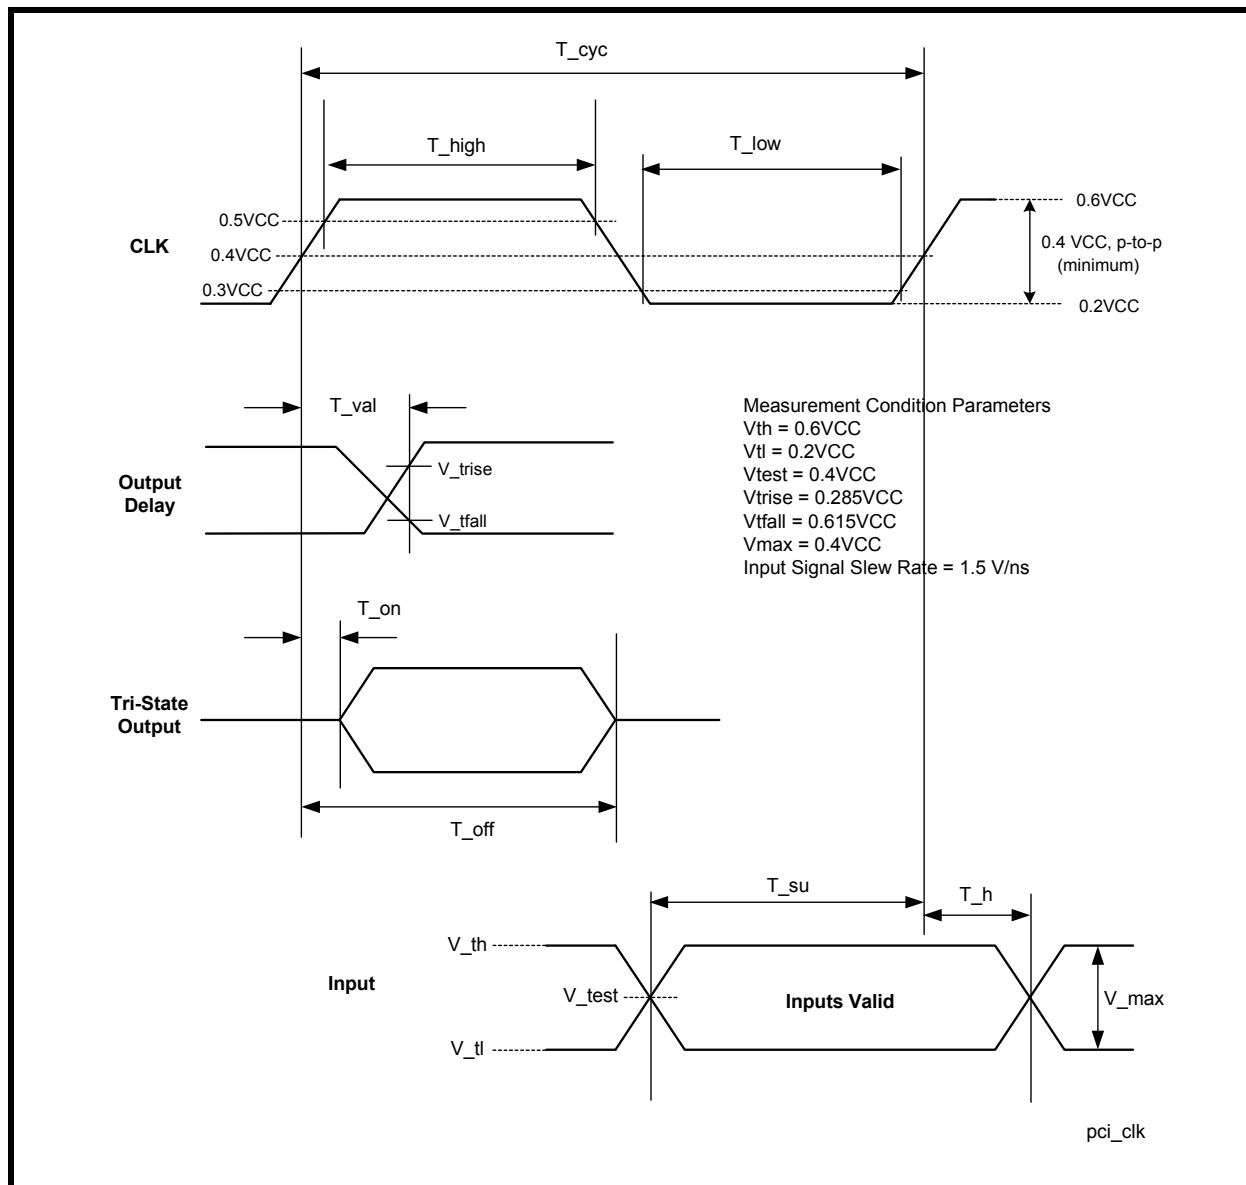 T_cyc
T_high
T_low
0.6VCC
0.5VCC
CLK
0.4VCC
0.4 VCC, p-to-p
(minimum)
0.3VCC
0.2VCC
T_val
Output
Delay
V_trise
V_tfall
Measurement Condition Parameters
Vth = 0.6VCC
Vtl = 0.2VCC
Vtest = 0.4VCC
Vtrise = 0.285VCC
Vtfall = 0.615VCC
Vmax = 0.4VCC
Input Signal Slew Rate = 1.5 V/ns
T_on
Tri-State
Output
T_off
T_su
T_h
V_th
Input
V_test
Inputs Valid
V_max
V_tl
pci_clk